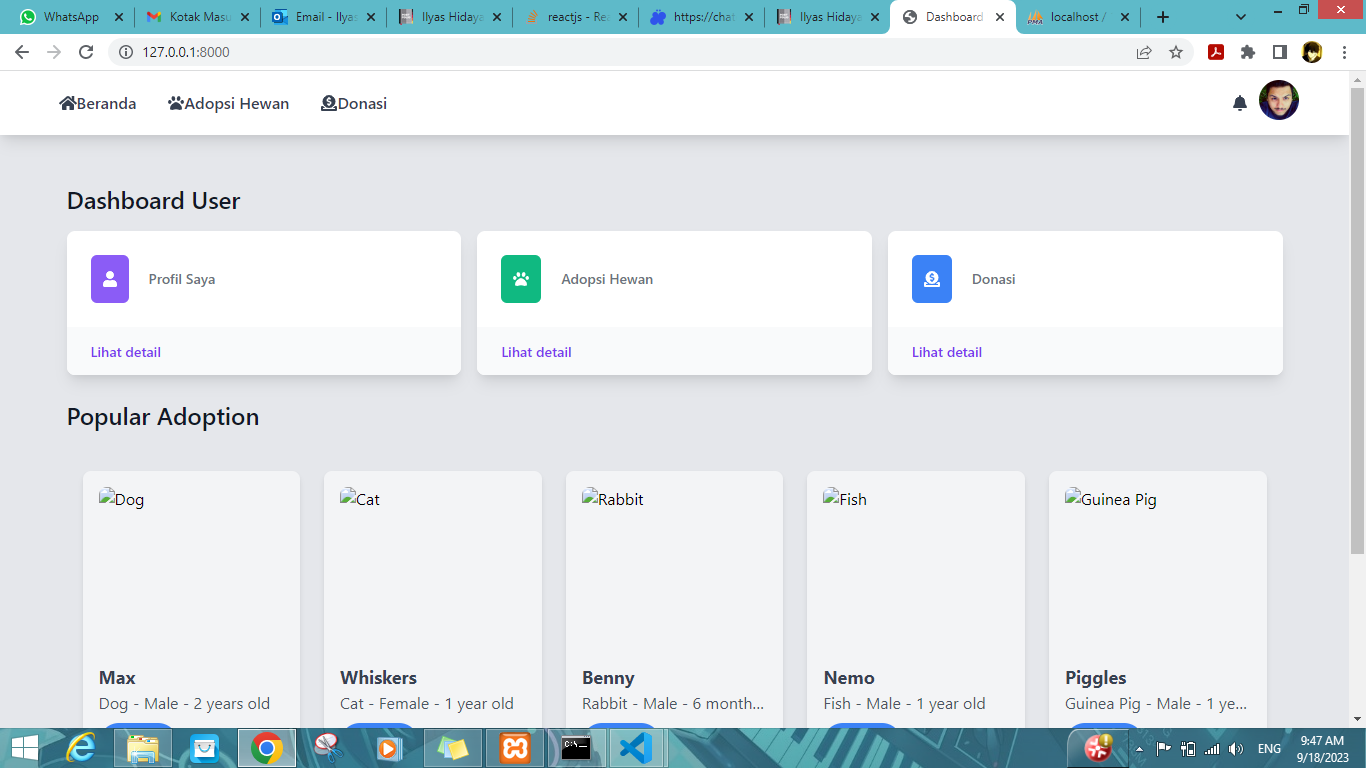 WhatsApp
Kotak Masu
Email - Ilyas
Ilyas Hidaya
reactjs - Rea
https://chat
Ilyas Hidaya
Dashboard
localhost /
127.0.0.1:8000
Beranda
Adopsi Hewan
Donasi
Dashboard User
Profil Saya
Adopsi Hewan
Donasi
Lihat detail
Lihat detail
Lihat detail
Popular Adoption
Dog
Cat
Rabbit
Fish
Guinea Pig
Max
Whiskers
Benny
Nemo
Piggles
Dog - Male - 2 years old
Cat - Female - 1 year old
Rabbit - Male - 6 month...
Fish - Male - 1 year old
Guinea Pig - Male - 1 ye...
ENG
9:47 AM
9/18/2023